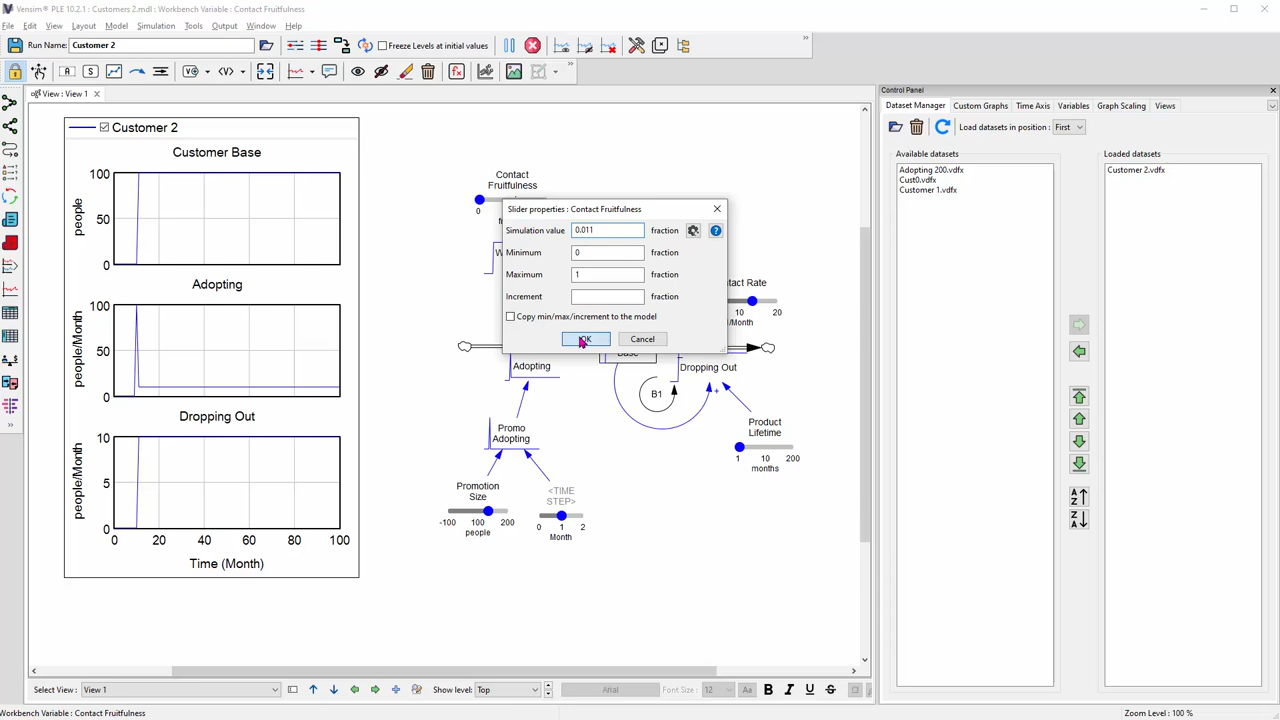 Vensim® PLE 10.2.1 : Customers 2.mdl : Workbench Variable : Contact Fruitfulness
File Edit View Layout Model Simulation Tools Output Window Help
Run Name: Customer 2 Freeze Levels at initial values
View : View 1
Control Panel
Dataset Manager Custom Graphs Time Axis Variables Graph Scaling Views
Load datasets in position : First
Available datasets Loaded datasets
Adopting 200.vdfx Customer 2.vdfx
Cust0.vdfx
Customer 1.vdfx
Customer 2
Customer Base
people
100
50
0
Adopting
people/Month
100
50
0
Dropping Out
people/Month
10
5
0
0 20 40 60 80 100
Time (Month)
Contact
Fruitfulness
0
Slider properties : Contact Fruitfulness
Simulation value 0.011 fraction
Minimum 0 fraction
Maximum 1 fraction
Increment fraction
Copy min/max/increment to the model
OK Cancel
10 20
Base
Adopting
Dropping Out
B1
+
Promo
Adopting
Product
Lifetime
1 10 200
months
Promotion
Size
-100 100 200
people
<TIME
STEP>
0 1 2
Month
Select View : View 1 Show level: Top Arial Font Size : 12 Aa B I U S
Workbench Variable : Contact Fruitfulness Zoom Level : 100 %